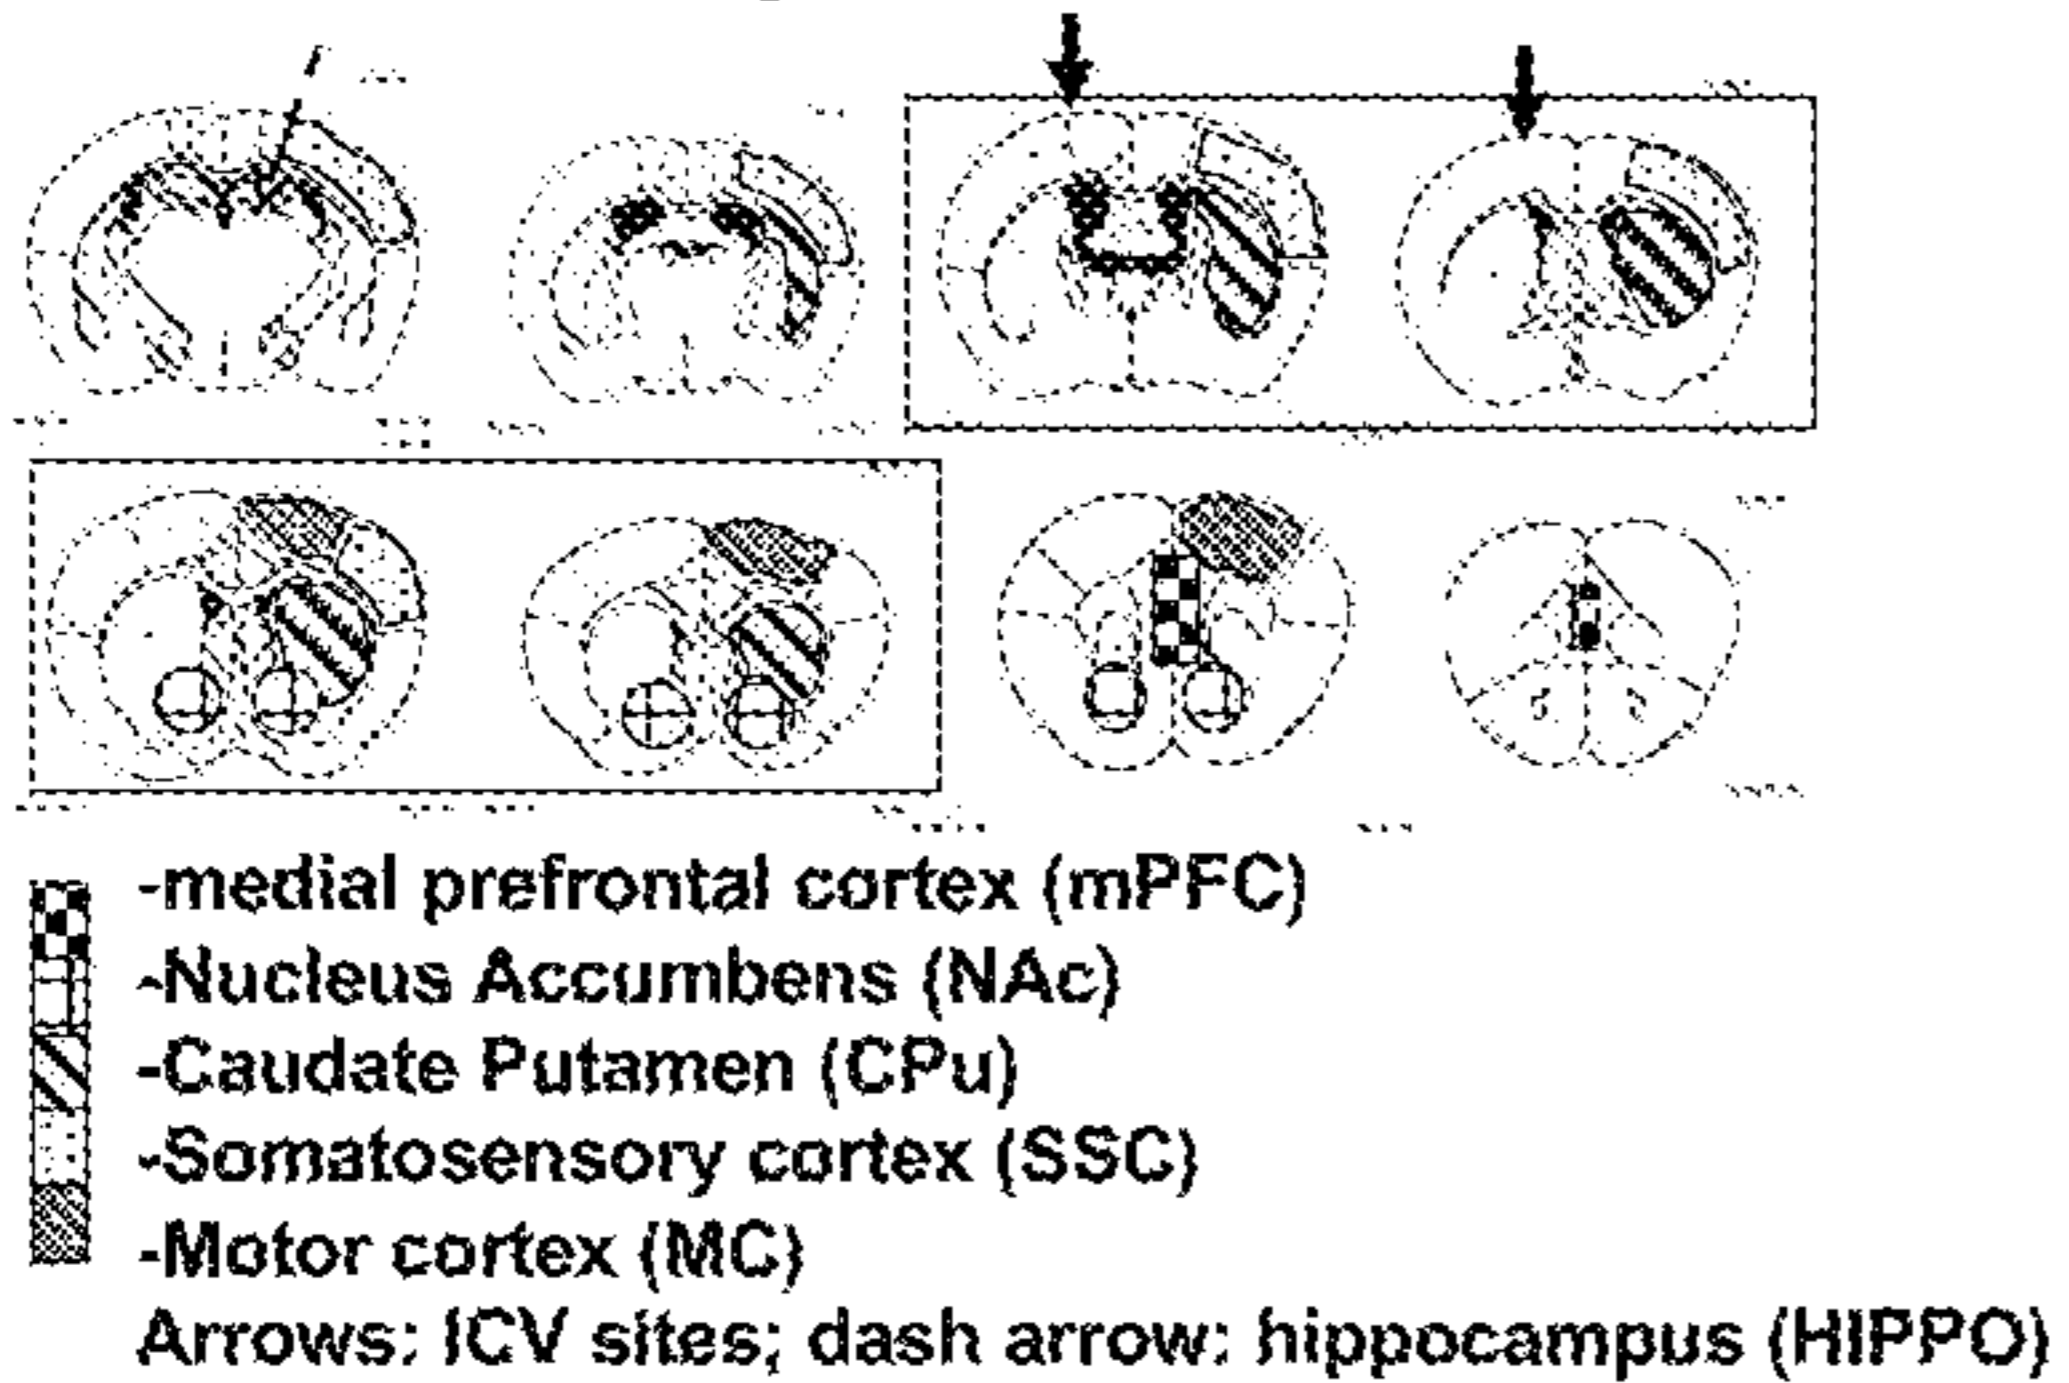 -medial prefrontal cortex (mPFC)
-Nucleus Accumbens (NAc)
-Caudate Putamen (CPu)
-Somatosensory cortex (SSC)
-Motor cortex (MC)
Arrows: ICV sites; dash arrow: hippocampus (HIPPO)